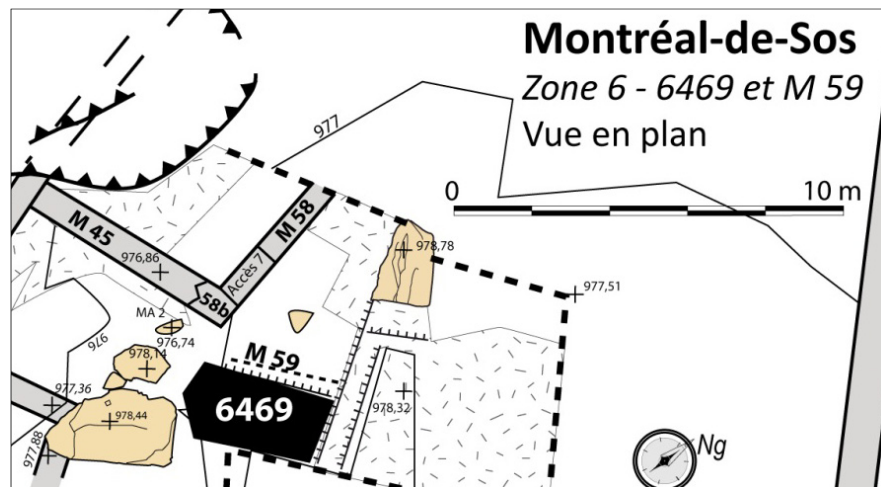 Montréal-de-Sos
Zone 6 - 6469 et M 59
Vue en plan
0 10 m
977
M 45
M 58
Accès 7
58b
976,86
978,78
977,51
MA 2
976,74
976
978,14
M 59
977,36
6469
978,32
978,44
977,88
Ng